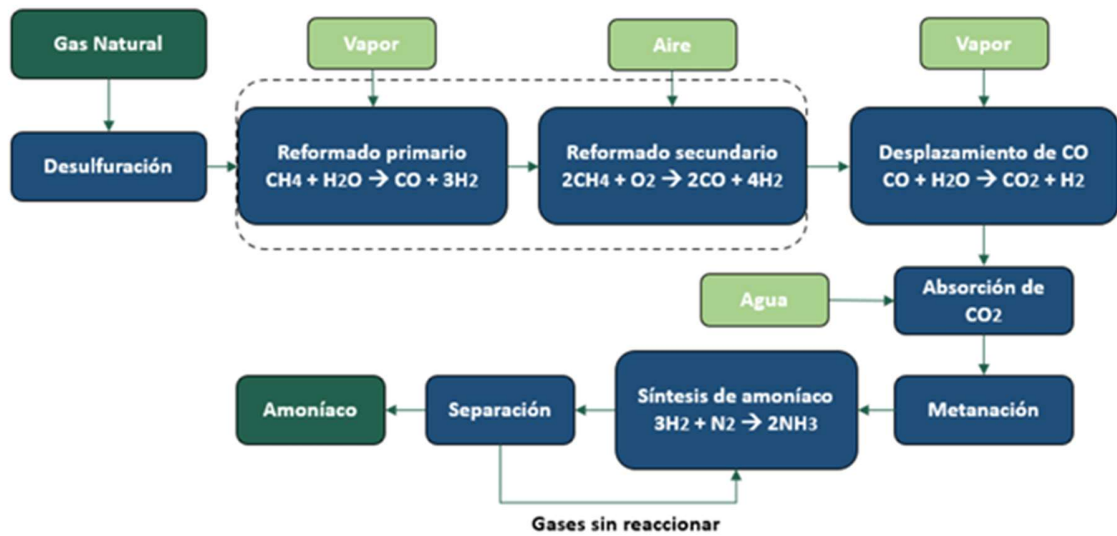 Gas Natural
Vapor
Aire
Vapor
Desulfuración
Reformado primario
CH4 + H2O → CO + 3H2
Reformado secundario
2CH4 + O2 → 2CO + 4H2
Desplazamiento de CO
CO + H2O → CO2 + H2
Agua
Absorción de
CO2
Amoníaco
Separación
Síntesis de amoníaco
3H2 + N2 → 2NH3
Metanación
Gases sin reaccionar